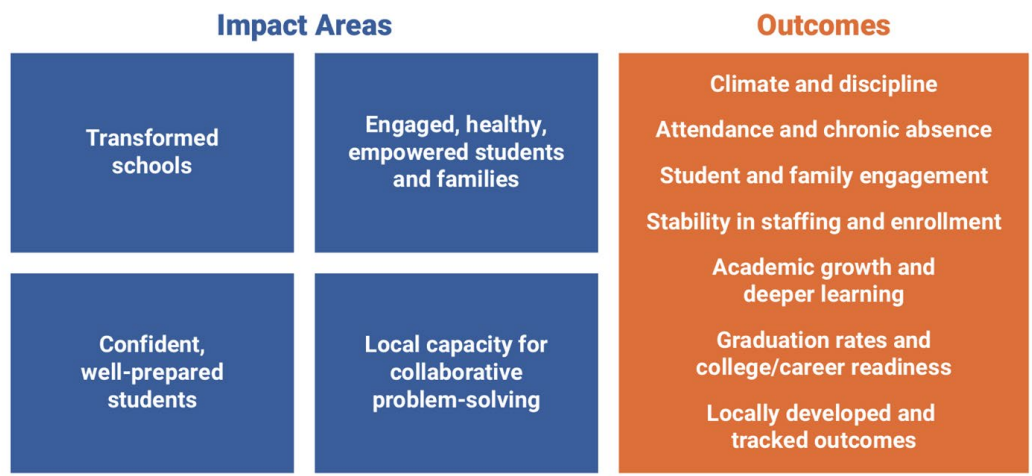 Impact Areas
Transformed
schools
Engaged, healthy,
empowered students
and families
Confident,
well-prepared
students
Local capacity for
collaborative
problem-solving
Outcomes
Climate and discipline
Attendance and chronic absence
Student and family engagement
Stability in staffing and enrollment
Academic growth and
deeper learning
Graduation rates and
college/career readiness
Locally developed and
tracked outcomes